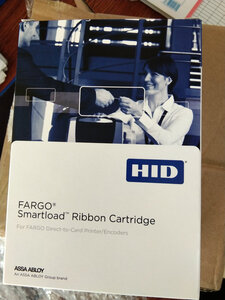 HID
FARGO®
Smartload™ Ribbon Cartridge
For FARGO Direct-to-Card Printer/Encoders
ASSA ABLOY
An ASSA ABLOY Group brand